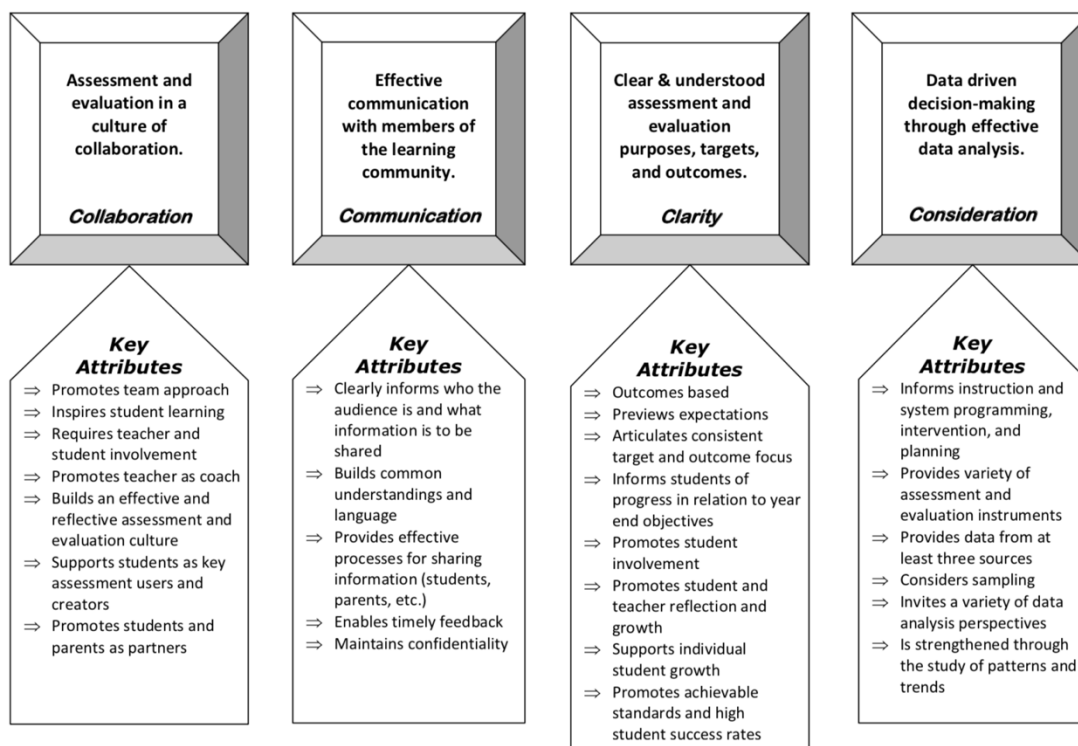 Assessment and
evaluation in a
culture of
collaboration.
Collaboration
Effective
communication
with members of
the learning
community.
Communication
Clear & understood
assessment and
evaluation
purposes, targets,
and outcomes.
Clarity
Data driven
decision-making
through effective
data analysis.
Consideration
Key
Attributes
⇒ Promotes team approach
⇒ Inspires student learning
⇒ Requires teacher and
student involvement
⇒ Promotes teacher as coach
⇒ Builds an effective and
reflective assessment and
evaluation culture
⇒ Supports students as key
assessment users and
creators
⇒ Promotes students and
parents as partners
Key
Attributes
⇒ Clearly informs who the
audience is and what
information is to be
shared
⇒ Builds common
understandings and
language
⇒ Provides effective
processes for sharing
information (students,
parents, etc.)
⇒ Enables timely feedback
⇒ Maintains confidentiality
Key
Attributes
⇒ Outcomes based
⇒ Previews expectations
⇒ Articulates consistent
target and outcome focus
⇒ Informs students of
progress in relation to year
end objectives
⇒ Promotes student
involvement
⇒ Promotes student and
teacher reflection and
growth
⇒ Supports individual
student growth
⇒ Promotes achievable
standards and high
student success rates
Key
Attributes
⇒ Informs instruction and
system programming,
intervention, and
planning
⇒ Provides variety of
assessment and
evaluation instruments
⇒ Provides data from at
least three sources
⇒ Considers sampling
⇒ Invites a variety of data
analysis perspectives
⇒ Is strengthened through
the study of patterns and
trends